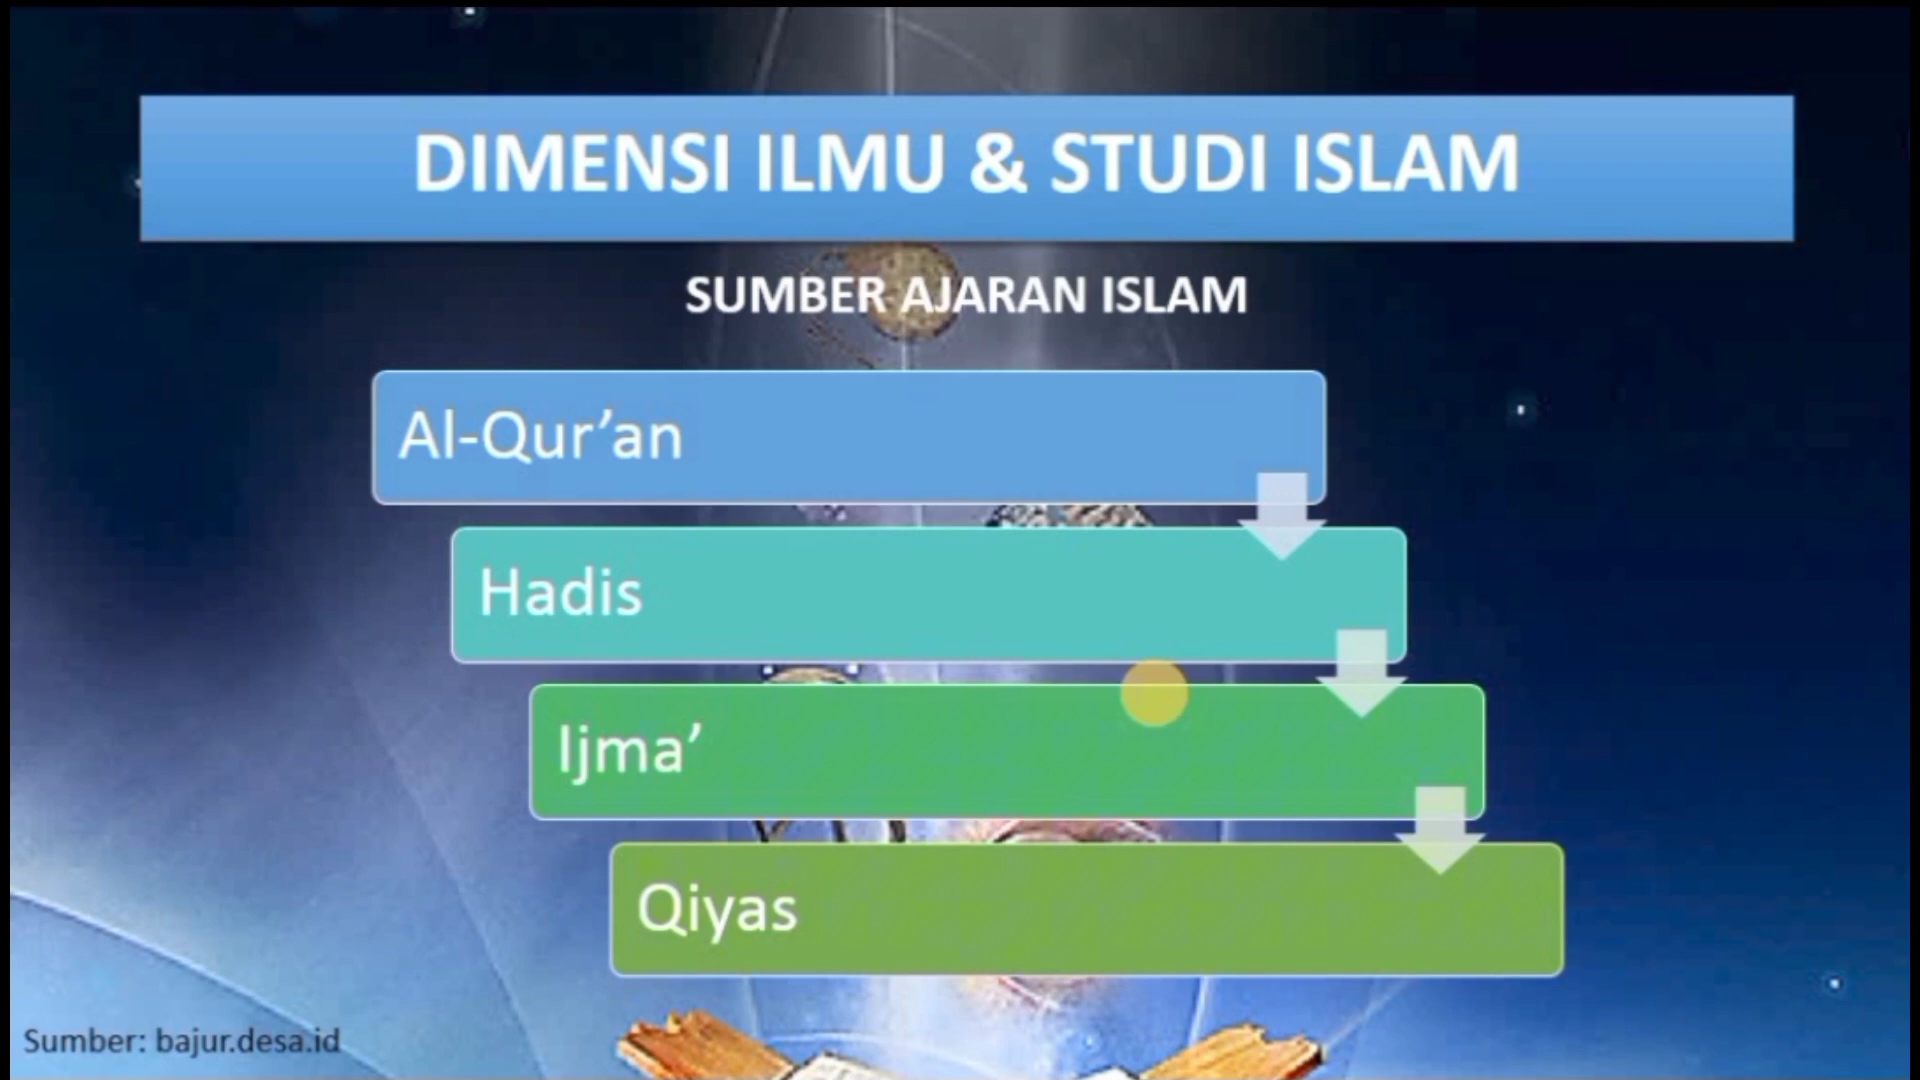 DIMENSI ILMU & STUDI ISLAM
SUMBER AJARAN ISLAM
Al-Qur’an
Hadis
Ijma’
Qiyas
Sumber: bajur.desa.id